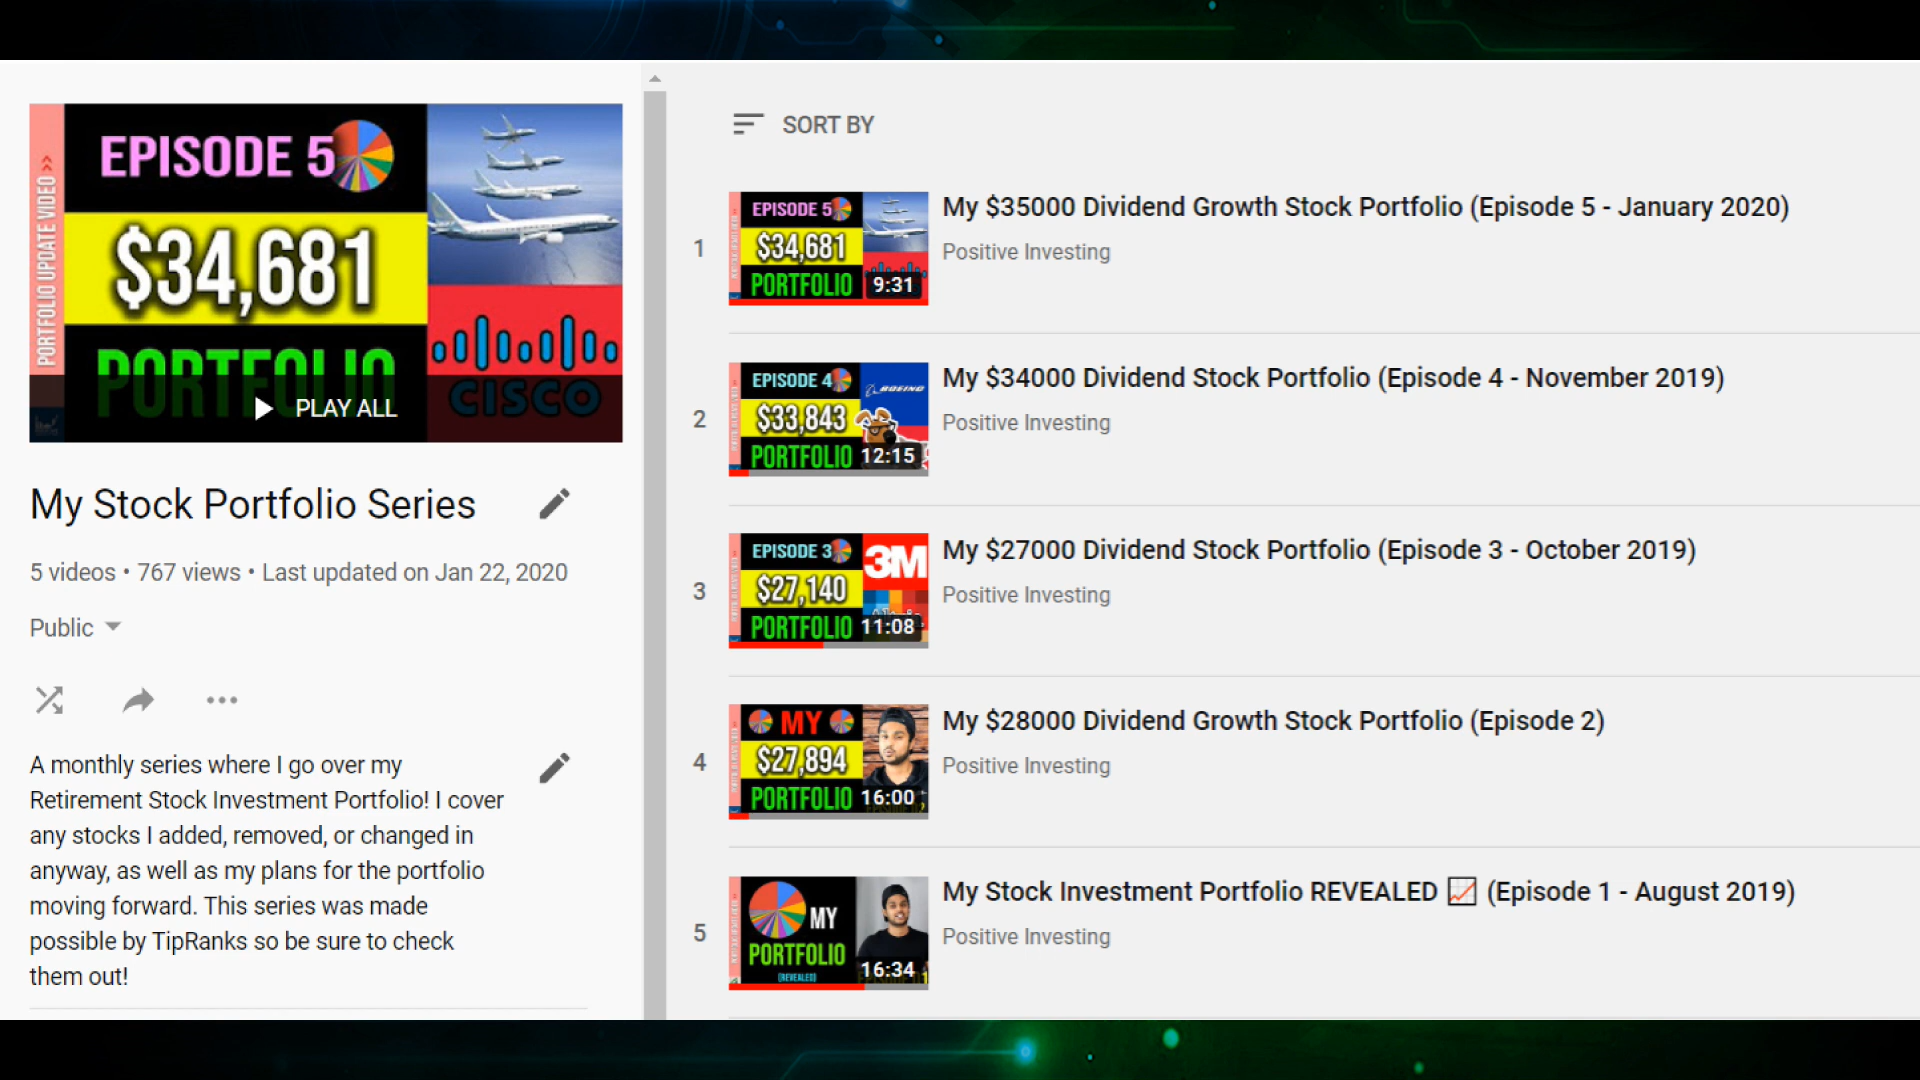 PORTFOLIO UPDATE VIDEO >>
EPISODE 5
$34,681
PORTFOLIO
CISCO
PLAY ALL
My Stock Portfolio Series
5 videos • 767 views • Last updated on Jan 22, 2020
Public
A monthly series where I go over my
Retirement Stock Investment Portfolio! I cover
any stocks I added, removed, or changed in
anyway, as well as my plans for the portfolio
moving forward. This series was made
possible by TipRanks so be sure to check
them out!
SORT BY
1
EPISODE 5
$34,681
PORTFOLIO
9:31
My $35000 Dividend Growth Stock Portfolio (Episode 5 - January 2020)
Positive Investing
2
EPISODE 4
$33,843
PORTFOLIO
BOEING
12:15
My $34000 Dividend Stock Portfolio (Episode 4 - November 2019)
Positive Investing
3
EPISODE 3
$27,140
PORTFOLIO
3M
11:08
My $27000 Dividend Stock Portfolio (Episode 3 - October 2019)
Positive Investing
4
MY
$27,894
PORTFOLIO
16:00
My $28000 Dividend Growth Stock Portfolio (Episode 2)
Positive Investing
5
MY
PORTFOLIO
(REVEALED)
16:34
My Stock Investment Portfolio REVEALED 📈 (Episode 1 - August 2019)
Positive Investing